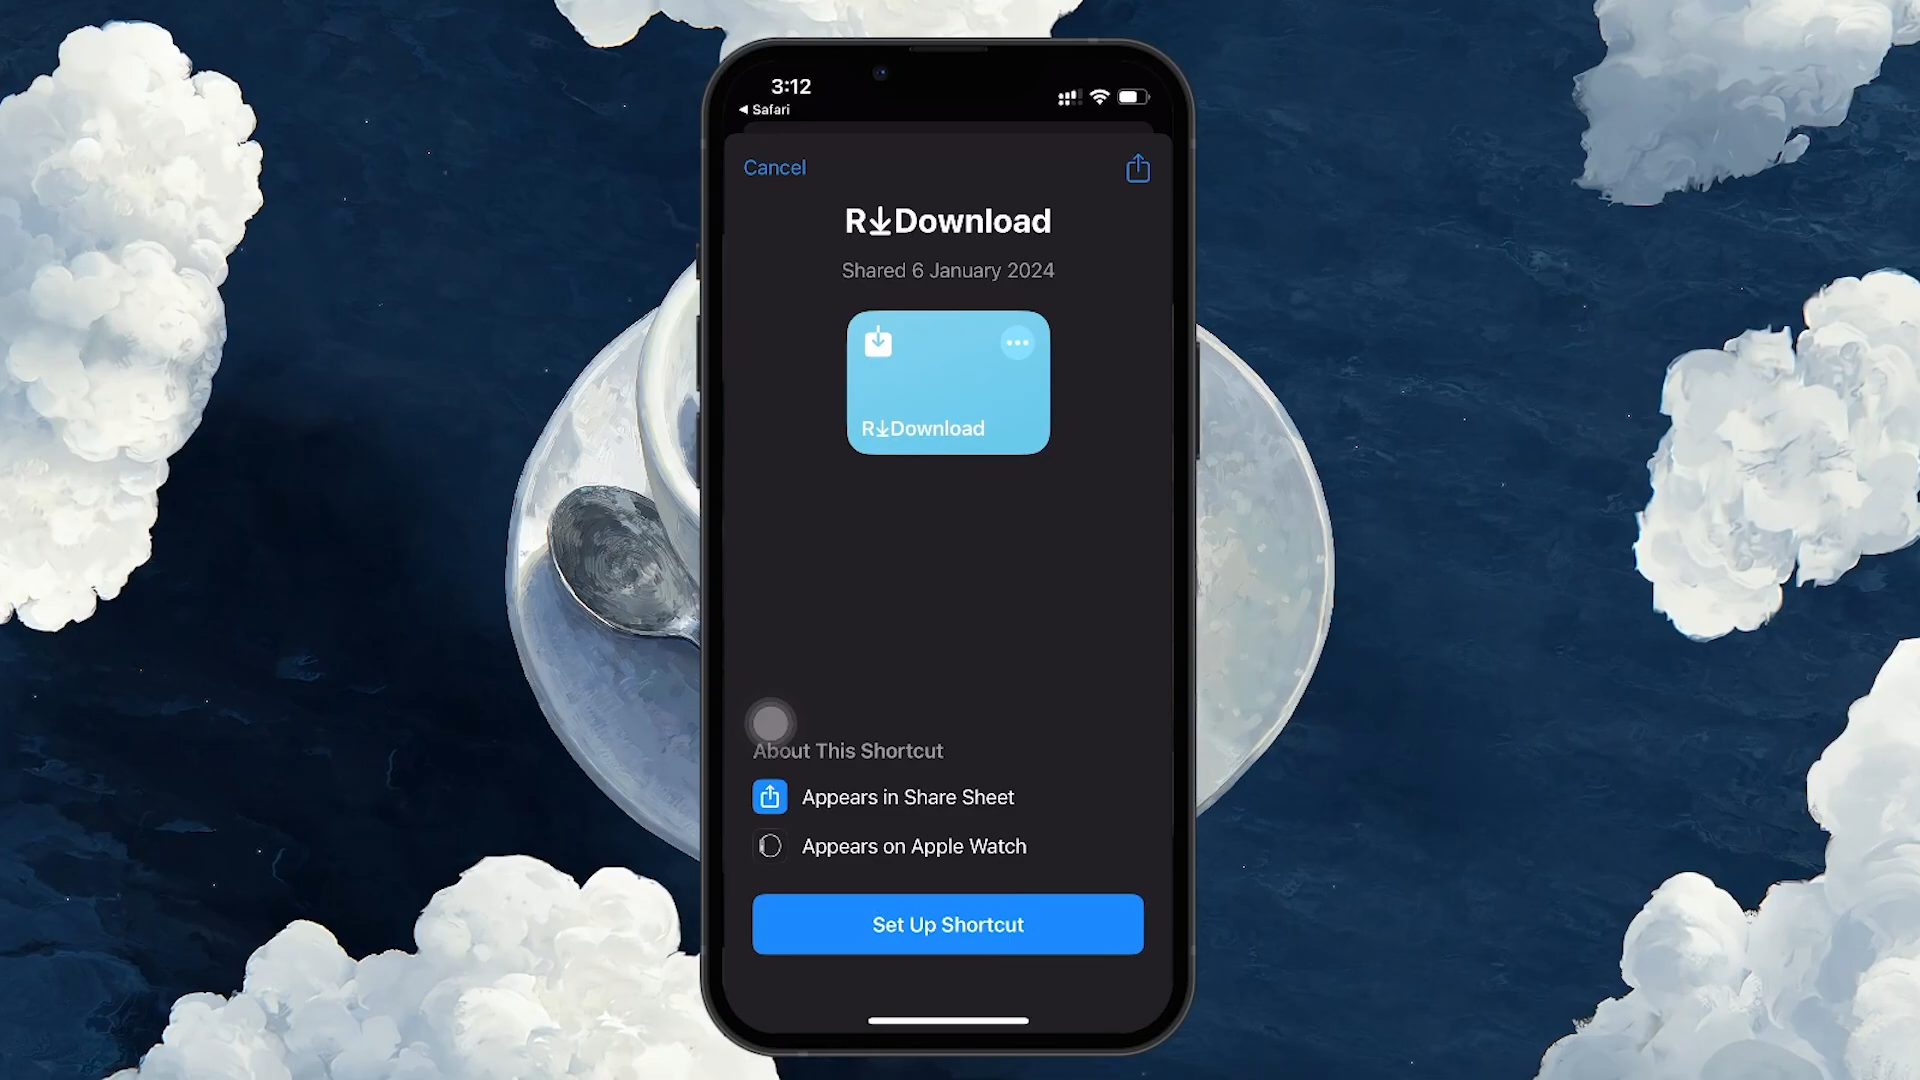 3:12
◀ Safari
Cancel
R↓Download
Shared 6 January 2024
R↓Download
About This Shortcut
Appears in Share Sheet
Appears on Apple Watch
Set Up Shortcut